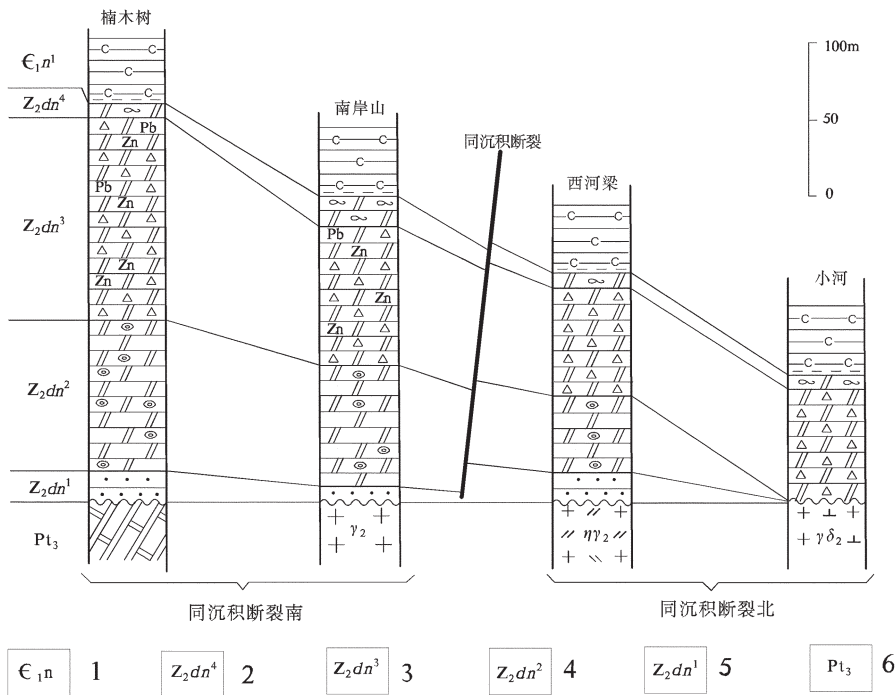 楠木树
Є₁n¹
Z₂dn⁴
Z₂dn³
Z₂dn²
Z₂dn¹
Pt₃
C C
C
C C
Pb
Zn
Pb
Zn
Zn
Zn
南岸山
C C
C
C C
Pb
Zn
Zn
Zn
γ₂
同沉积断裂
西河梁
C C
C
C C
ηγ₂
小河
C C
C
C C
γδ₂
100m
50
0
同沉积断裂南
同沉积断裂北
Є₁n 1
Z₂dn⁴ 2
Z₂dn³ 3
Z₂dn² 4
Z₂dn¹ 5
Pt₃ 6